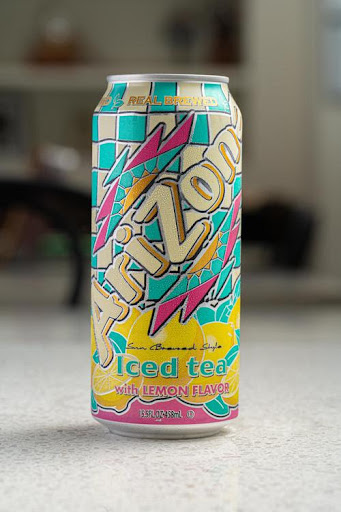 REAL BREWED
AriZona
Sun Brewed Style
Iced tea
with LEMON FLAVOR